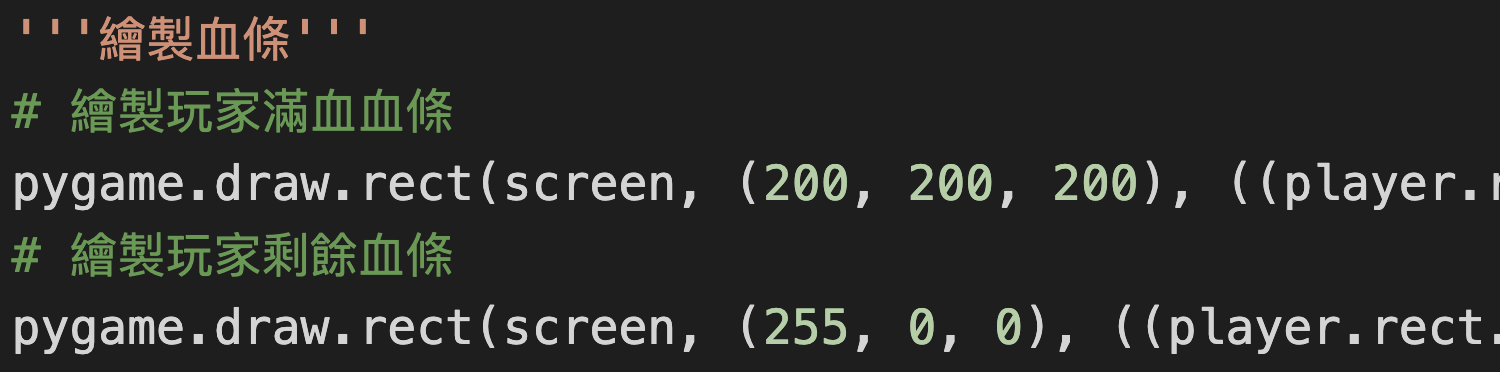 '''繪製血條'''
# 繪製玩家滿血血條
pygame.draw.rect(screen, (200, 200, 200), ((player.r
# 繪製玩家剩餘血條
pygame.draw.rect(screen, (255, 0, 0), ((player.rect.